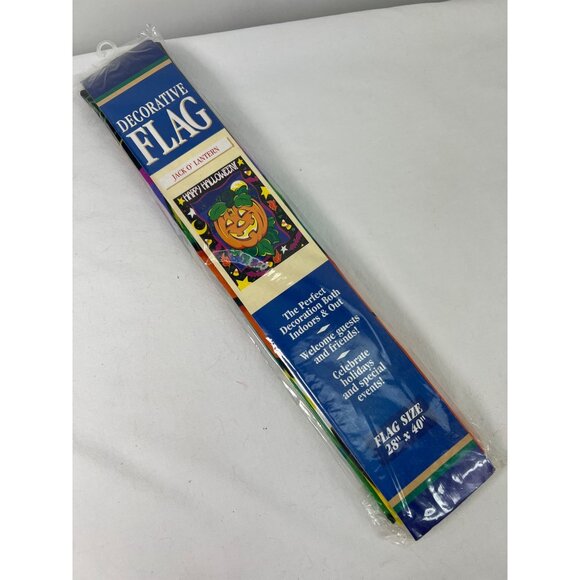 DECORATIVE
FLAG
JACK O' LANTERN
HAPPY HALLOWEEN!
The Perfect
Decoration Both
Indoors & Out
Welcome guests
and friends!
Celebrate
holidays
and special
events!
FLAG SIZE
28" x 40"